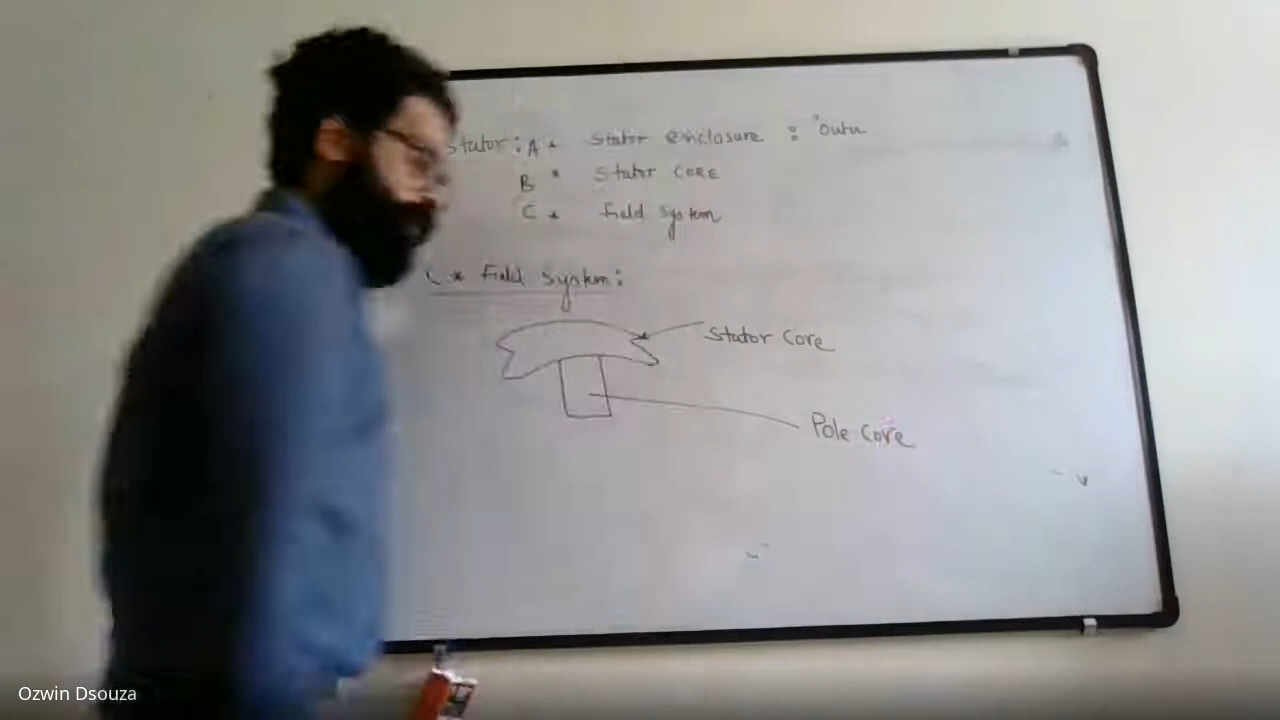 Stator: A * Stator enclosure : "Outer
B * Stator CORE
C * Field System
C * Field System:
Stator Core
Pole Core
Ozwin Dsouza